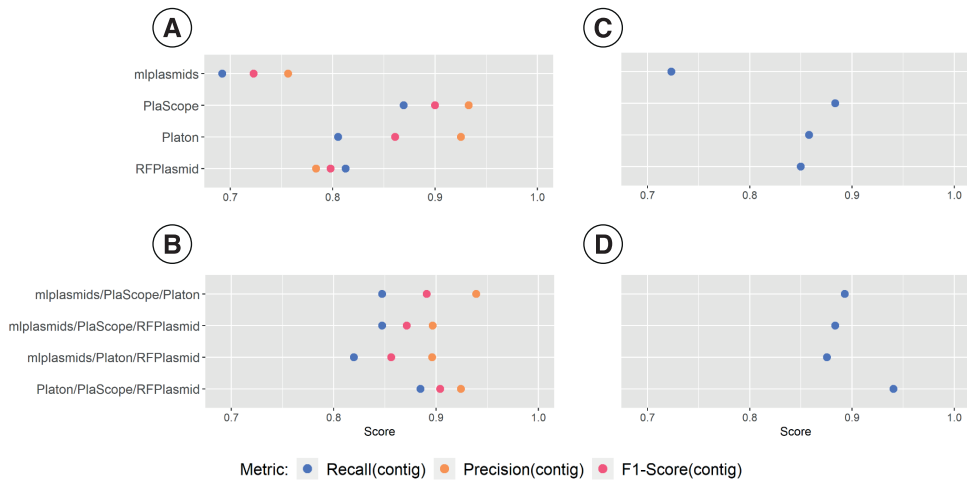 A
C
mlplasmids
PlaScope
Platon
RFPlasmid
0.7 0.8 0.9 1.0
0.7 0.8 0.9 1.0
B
D
mlplasmids/PlaScope/Platon
mlplasmids/PlaScope/RFPlasmid
mlplasmids/Platon/RFPlasmid
Platon/PlaScope/RFPlasmid
0.7 0.8 0.9 1.0
0.7 0.8 0.9 1.0
Score
Score
Metric: Recall(contig) Precision(contig) F1-Score(contig)